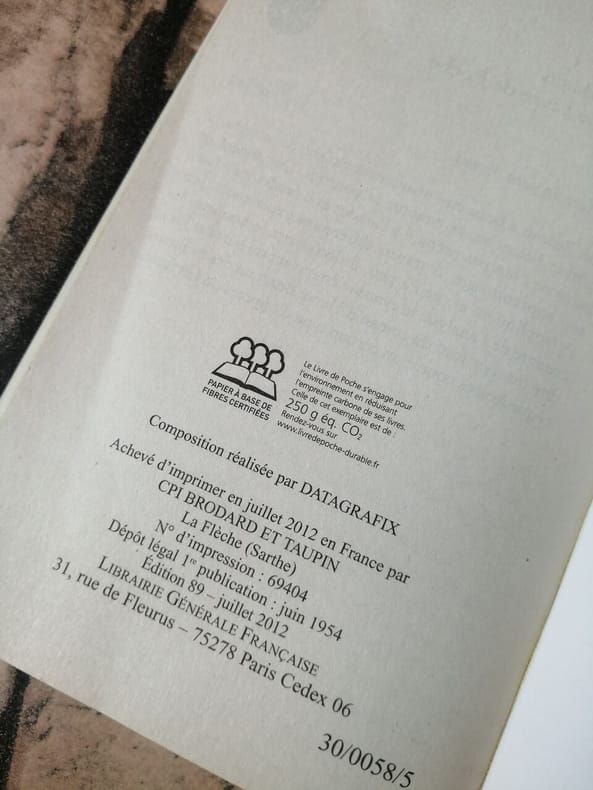 PAPIER À BASE DE
FIBRES CERTIFIÉES
Le Livre de Poche s'engage pour
l'environnement en réduisant
l'empreinte carbone de ses livres.
Celle de cet exemplaire est de :
250 g éq. CO₂
Rendez-vous sur
www.livredepoche-durable.fr
Composition réalisée par DATAGRAFIX
Achevé d'imprimer en juillet 2012 en France par
CPI BRODARD ET TAUPIN
La Flèche (Sarthe)
N° d'impression : 69404
Dépôt légal 1re publication : juin 1954
Édition 89 – juillet 2012
LIBRAIRIE GÉNÉRALE FRANÇAISE
31, rue de Fleurus – 75278 Paris Cedex 06
30/0058/5